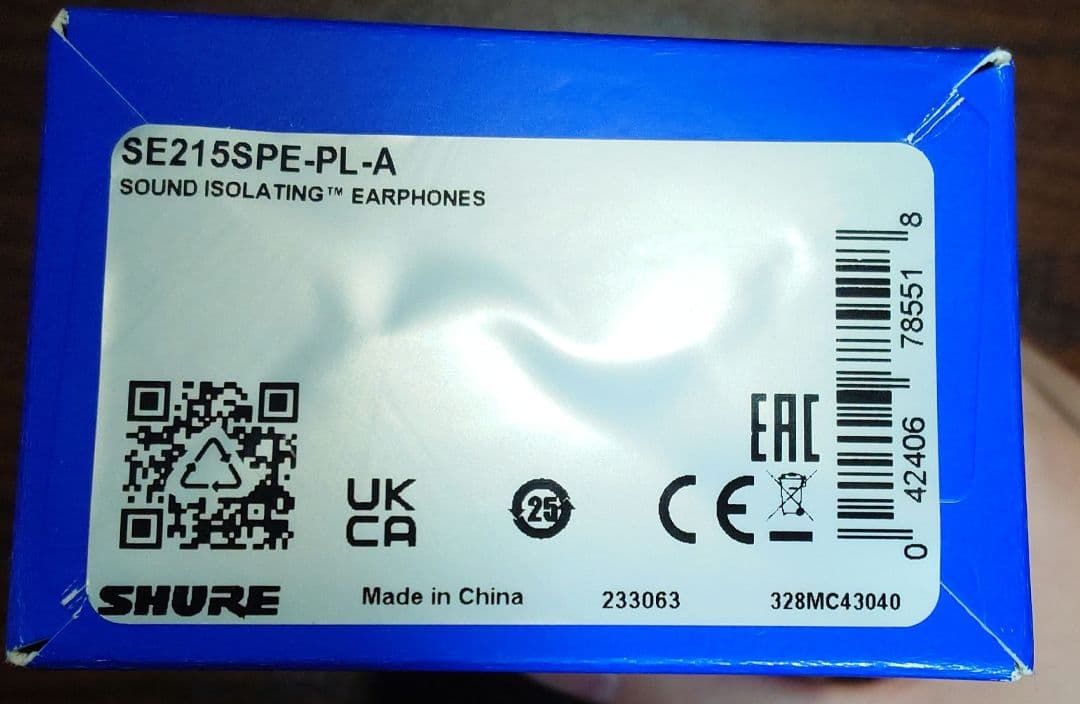 SE215SPE-PL-A
SOUND ISOLATING™ EARPHONES
0 42406 78551 8
EAC
UK
CA
25
CE
SHURE
Made in China
233063
328MC43040